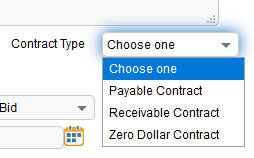 Contract Type Choose one
Choose one
Payable Contract
Bid
Receivable Contract
Zero Dollar Contract